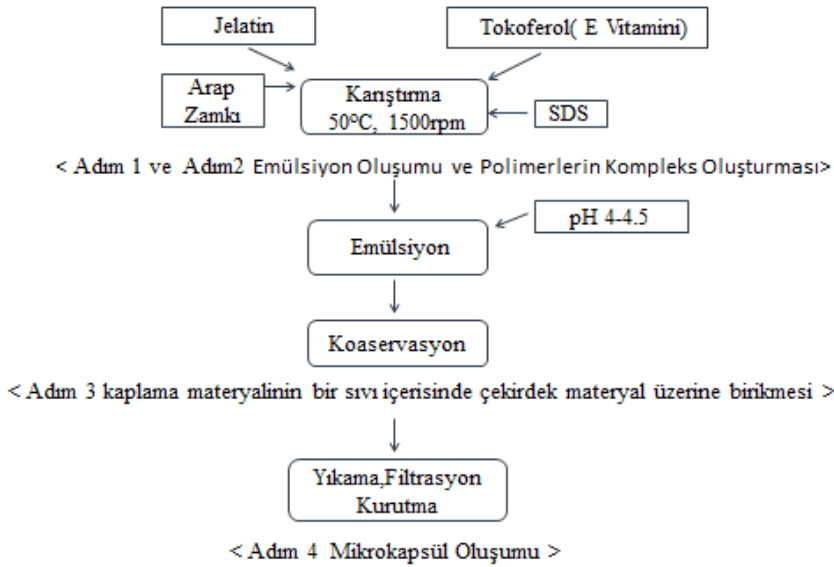 Jelatin
Tokoferol( E Vitamini)
Arap
Zamkı
Karıştırma
50°C, 1500rpm
SDS
< Adım 1 ve Adım2 Emülsiyon Oluşumu ve Polimerlerin Kompleks Oluşturması>
pH 4-4.5
Emülsiyon
Koaservasyon
< Adım 3 kaplama materyalinin bir sıvı içerisinde çekirdek materyal üzerine birikmesi >
Yıkama,Filtrasyon
Kurutma
< Adım 4 Mikrokapsül Oluşumu >